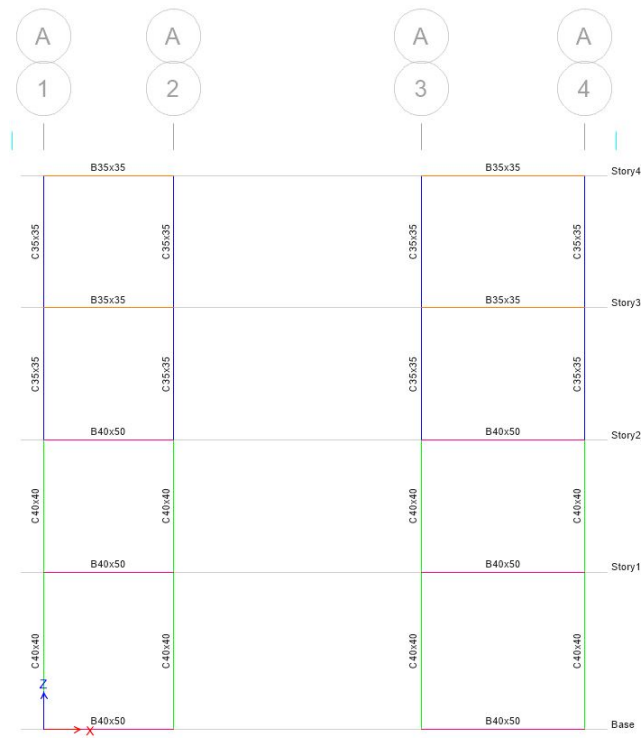 A A A A
1 2 3 4
B35x35 B35x35 Story4
C35x35 C35x35 C35x35 C35x35
B35x35 B35x35 Story3
C35x35 C35x35 C35x35 C35x35
B40x50 B40x50 Story2
C40x40 C40x40 C40x40 C40x40
B40x50 B40x50 Story1
C40x40 C40x40 C40x40 C40x40
Z
B40x50 B40x50 Base
X